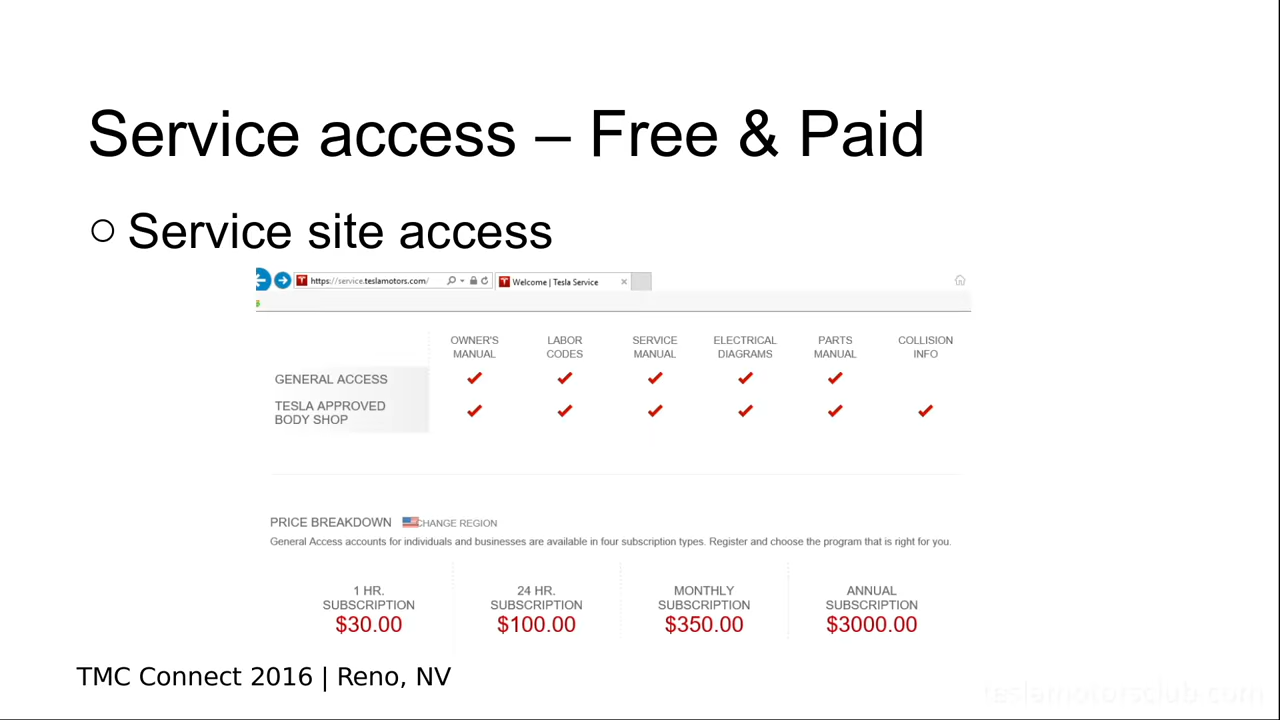 Service access – Free & Paid
Service site access
https://service.teslamotors.com/
Welcome | Tesla Service
OWNER'S MANUAL
LABOR CODES
SERVICE MANUAL
ELECTRICAL DIAGRAMS
PARTS MANUAL
COLLISION INFO
GENERAL ACCESS
TESLA APPROVED
BODY SHOP
PRICE BREAKDOWN CHANGE REGION
General Access accounts for individuals and businesses are available in four subscription types. Register and choose the program that is right for you.
1 HR. SUBSCRIPTION
$30.00
24 HR. SUBSCRIPTION
$100.00
MONTHLY SUBSCRIPTION
$350.00
ANNUAL SUBSCRIPTION
$3000.00
TMC Connect 2016 | Reno, NV
teslamotorsclub.com